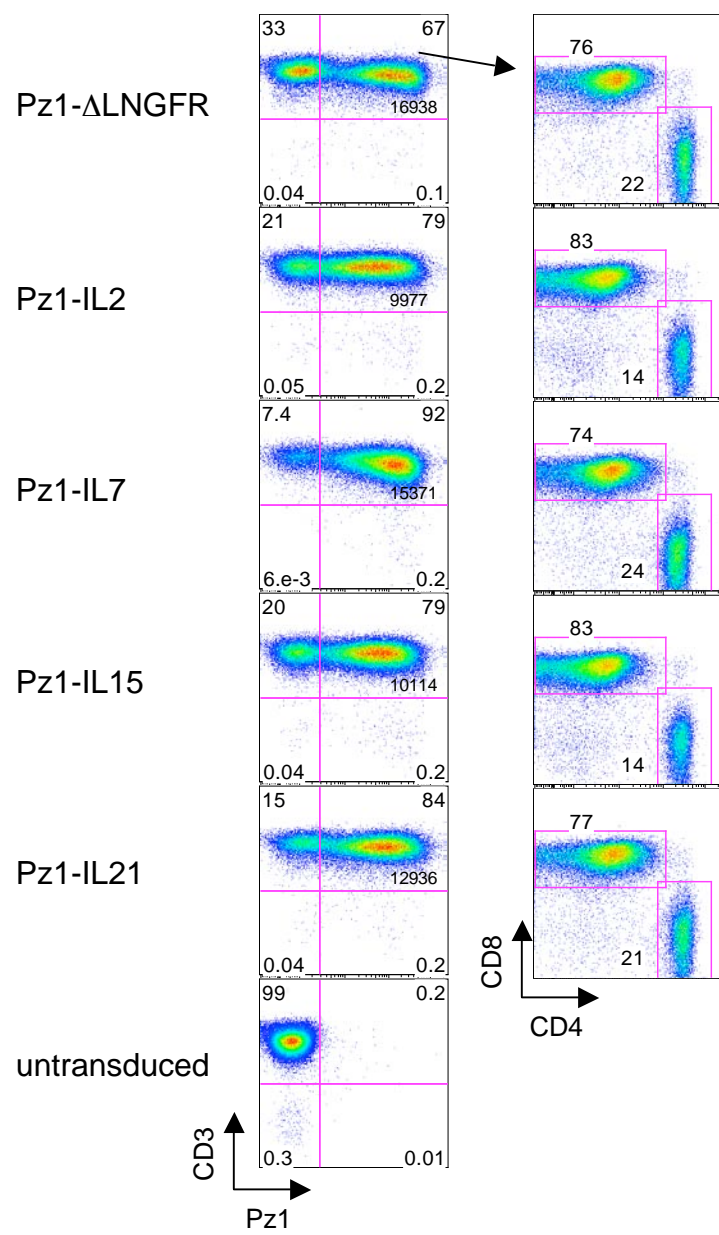 33 67
76
Pz1-ΔLNGFR
16938
22
0.04 0.1
21 79
83
Pz1-IL2
9977
14
0.05 0.2
7.4 92
74
Pz1-IL7
15371
24
6.e-3 0.2
20 79
83
Pz1-IL15
10114
14
0.04 0.2
15 84
77
Pz1-IL21
12936
21
0.04 0.2
CD8
CD4
99 0.2
untransduced
0.3 0.01
CD3
Pz1